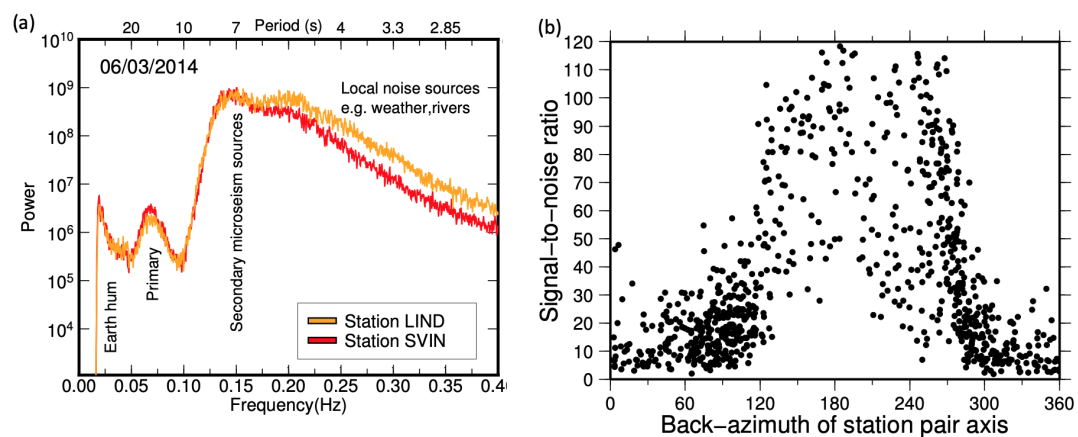 (a)
20 10 7 Period (s) 4 3.3 2.85
10^10
10^9
10^8
10^7
10^6
10^5
10^4
Power
06/03/2014
Local noise sources
e.g. weather,rivers
Earth hum
Primary
Secondary microseism sources
Station LIND
Station SVIN
0.00 0.05 0.10 0.15 0.20 0.25 0.30 0.35 0.40
Frequency(Hz)
(b)
120
110
100
90
80
70
60
50
40
30
20
10
0
Signal-to-noise ratio
0 60 120 180 240 300 360
Back-azimuth of station pair axis